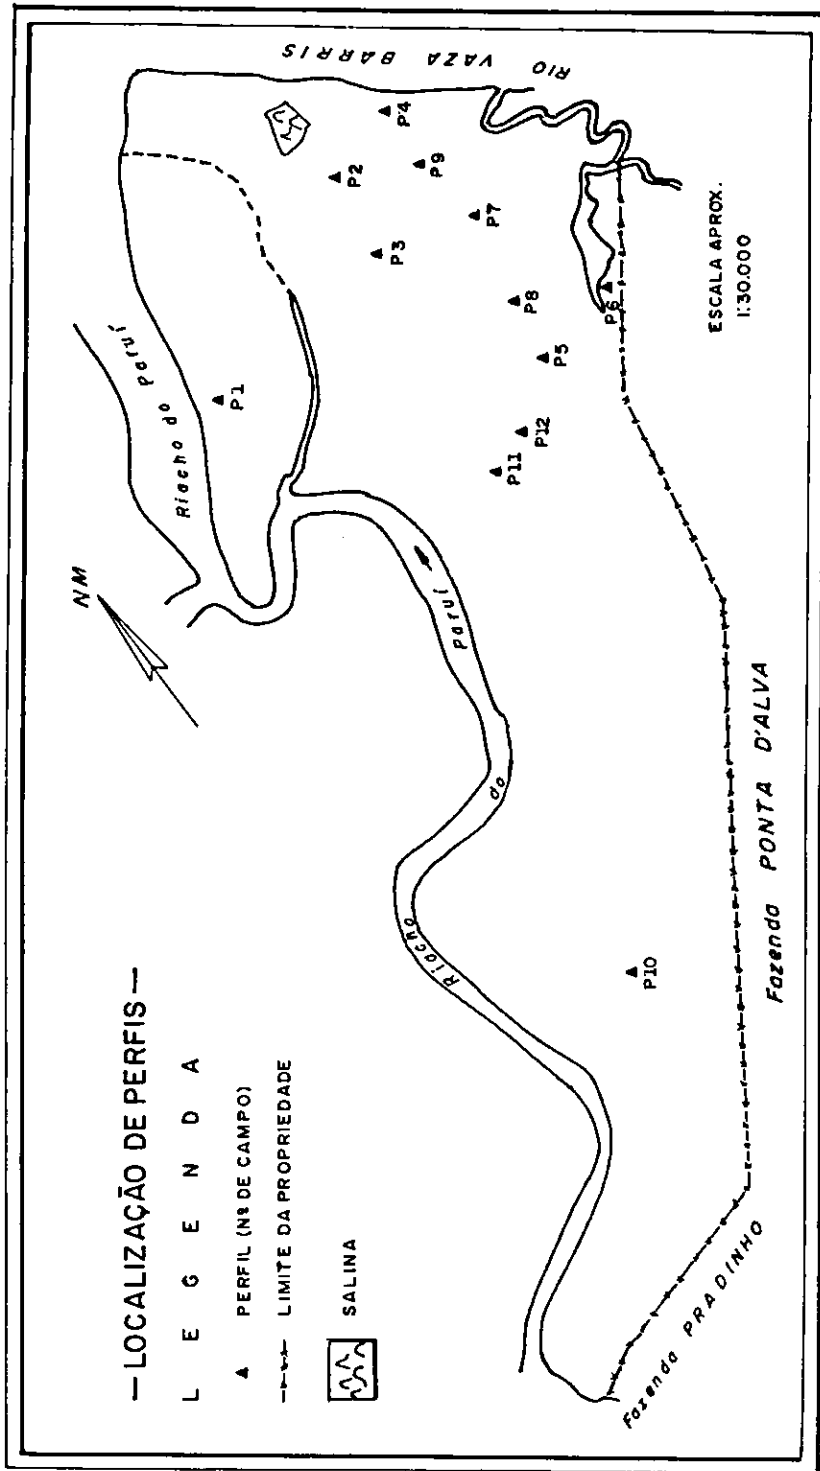 —LOCALIZAÇÃO DE PERFIS—
L E G E N D A
PERFIL (Nº DE CAMPO)
LIMITE DA PROPRIEDADE
SALINA
NM
Riacho do Paruí
RIO VAZA BARRIS
P1
P2
P3
P4
P9
P7
P8
P5
P6
P12
P11
P10
Riacho do Paruí
ESCALA APROX.
1:30.000
Fazenda PONTA D'ALVA
Fazenda PRADINHO